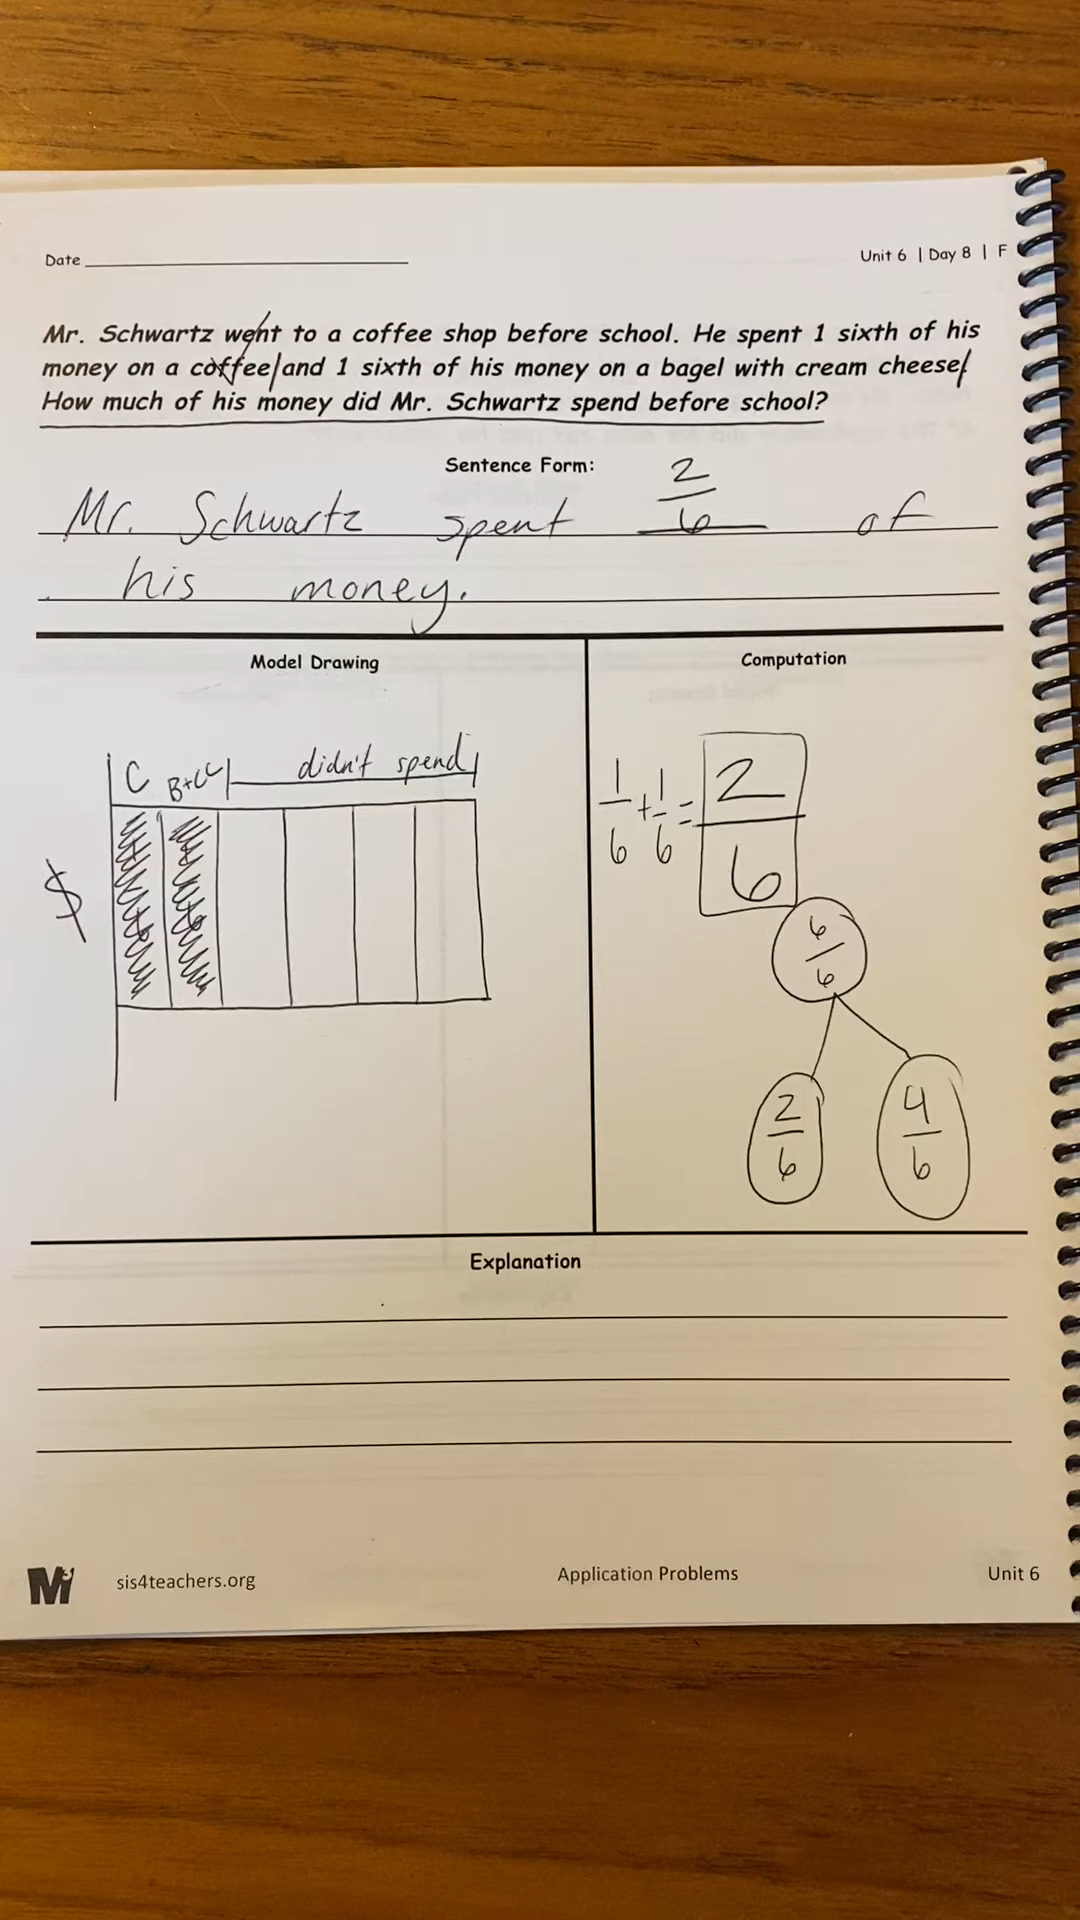 Date
Unit 6 | Day 8 | F
Mr. Schwartz went to a coffee shop before school. He spent 1 sixth of his
money on a coffee and 1 sixth of his money on a bagel with cream cheese.
How much of his money did Mr. Schwartz spend before school?
Sentence Form:
Mr. Schwartz spent 2/6 of
his money.
Model Drawing
Computation
C B+CC didn't spend
$
1/6 + 1/6 = 2/6
6/6
2/6 4/6
Explanation
M³
sis4teachers.org
Application Problems
Unit 6